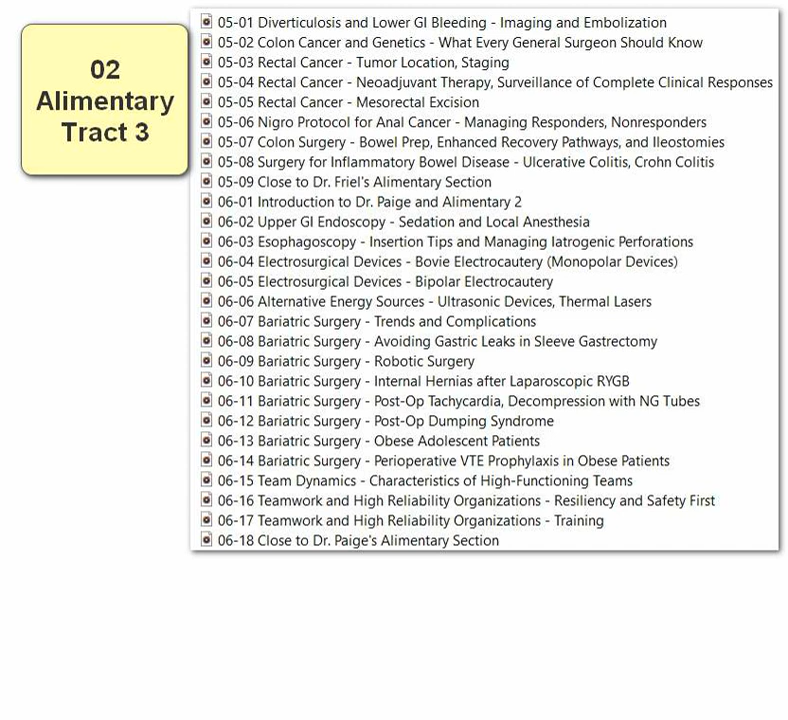 02
Alimentary
Tract 3
05-01 Diverticulosis and Lower GI Bleeding - Imaging and Embolization
05-02 Colon Cancer and Genetics - What Every General Surgeon Should Know
05-03 Rectal Cancer - Tumor Location, Staging
05-04 Rectal Cancer - Neoadjuvant Therapy, Surveillance of Complete Clinical Responses
05-05 Rectal Cancer - Mesorectal Excision
05-06 Nigro Protocol for Anal Cancer - Managing Responders, Nonresponders
05-07 Colon Surgery - Bowel Prep, Enhanced Recovery Pathways, and Ileostomies
05-08 Surgery for Inflammatory Bowel Disease - Ulcerative Colitis, Crohn Colitis
05-09 Close to Dr. Friel's Alimentary Section
06-01 Introduction to Dr. Paige and Alimentary 2
06-02 Upper GI Endoscopy - Sedation and Local Anesthesia
06-03 Esophagoscopy - Insertion Tips and Managing Iatrogenic Perforations
06-04 Electrosurgical Devices - Bovie Electrocautery (Monopolar Devices)
06-05 Electrosurgical Devices - Bipolar Electrocautery
06-06 Alternative Energy Sources - Ultrasonic Devices, Thermal Lasers
06-07 Bariatric Surgery - Trends and Complications
06-08 Bariatric Surgery - Avoiding Gastric Leaks in Sleeve Gastrectomy
06-09 Bariatric Surgery - Robotic Surgery
06-10 Bariatric Surgery - Internal Hernias after Laparoscopic RYGB
06-11 Bariatric Surgery - Post-Op Tachycardia, Decompression with NG Tubes
06-12 Bariatric Surgery - Post-Op Dumping Syndrome
06-13 Bariatric Surgery - Obese Adolescent Patients
06-14 Bariatric Surgery - Perioperative VTE Prophylaxis in Obese Patients
06-15 Team Dynamics - Characteristics of High-Functioning Teams
06-16 Teamwork and High Reliability Organizations - Resiliency and Safety First
06-17 Teamwork and High Reliability Organizations - Training
06-18 Close to Dr. Paige's Alimentary Section